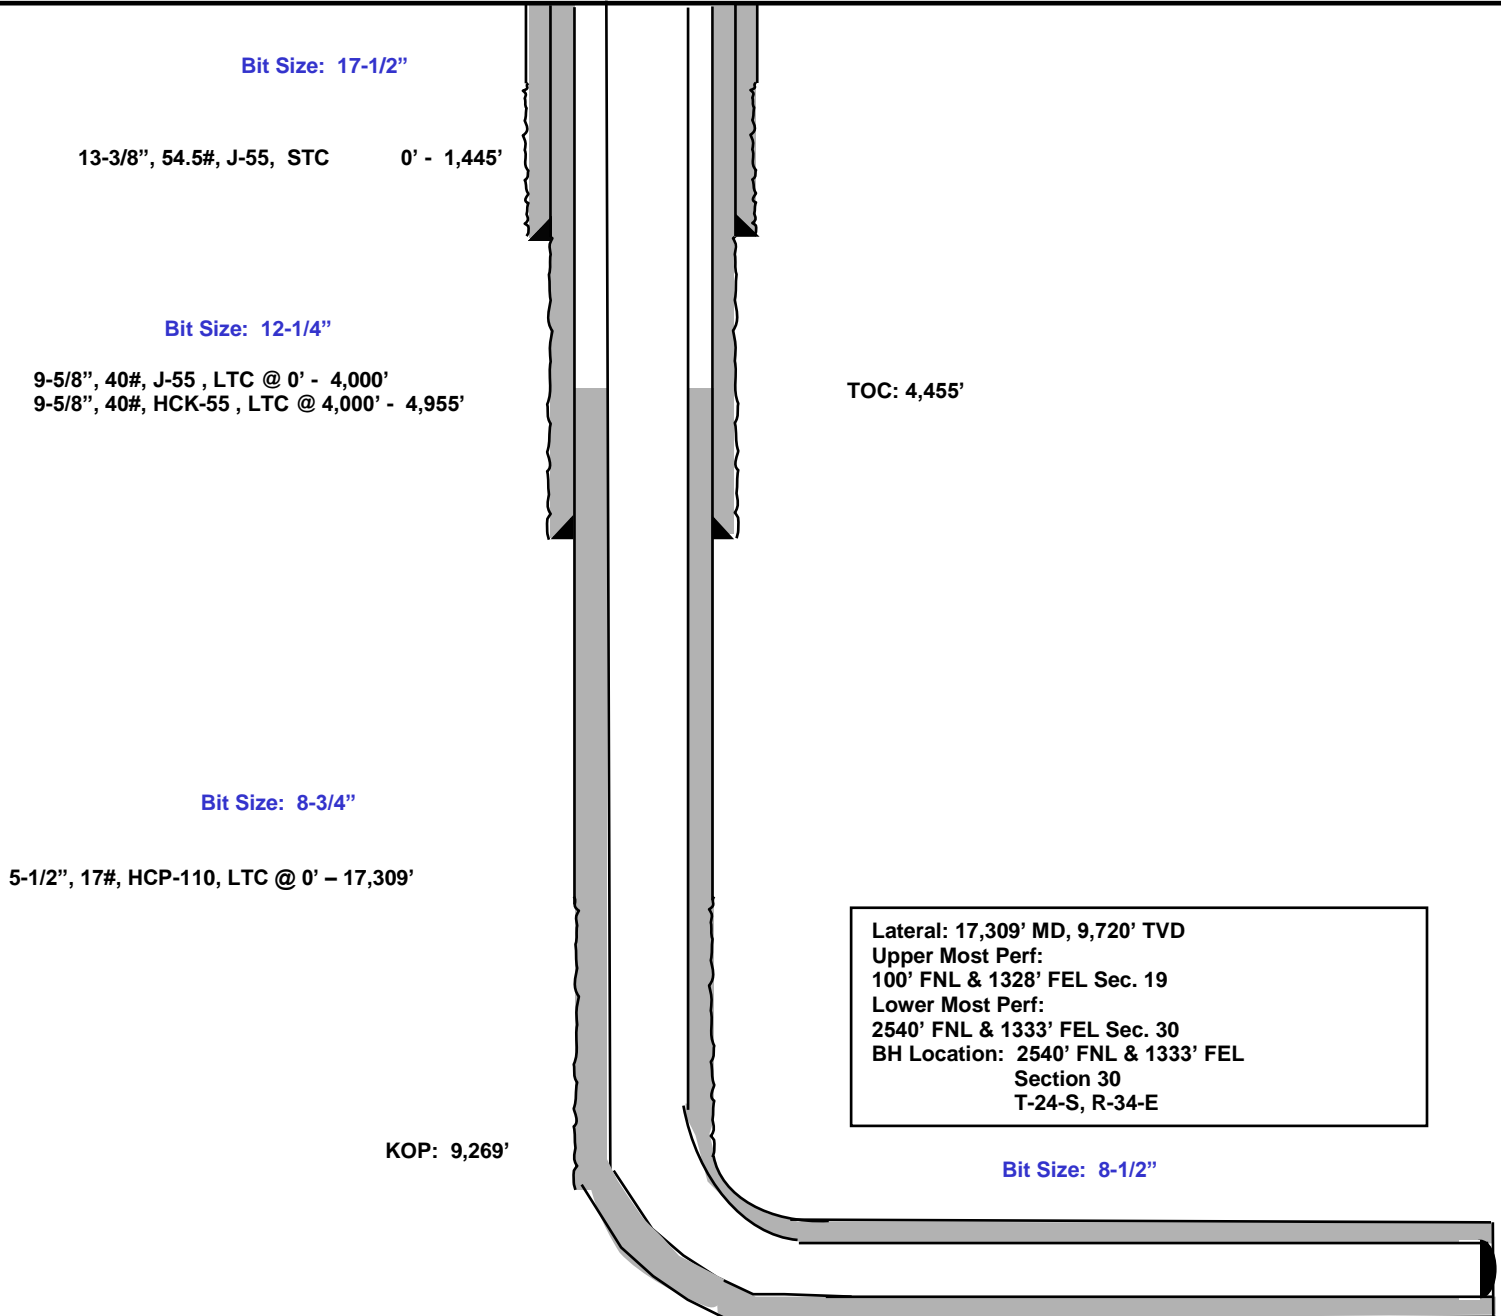 Bit Size: 17-1/2”
13-3/8”, 54.5#, J-55, STC 0’ - 1,445’
Bit Size: 12-1/4”
9-5/8”, 40#, J-55 , LTC @ 0’ - 4,000’
9-5/8”, 40#, HCK-55 , LTC @ 4,000’ - 4,955’
TOC: 4,455’
Bit Size: 8-3/4”
5-1/2”, 17#, HCP-110, LTC @ 0’ – 17,309’
Lateral: 17,309’ MD, 9,720’ TVD
Upper Most Perf:
100’ FNL & 1328’ FEL Sec. 19
Lower Most Perf:
2540’ FNL & 1333’ FEL Sec. 30
BH Location: 2540’ FNL & 1333’ FEL
Section 30
T-24-S, R-34-E
KOP: 9,269’
Bit Size: 8-1/2”